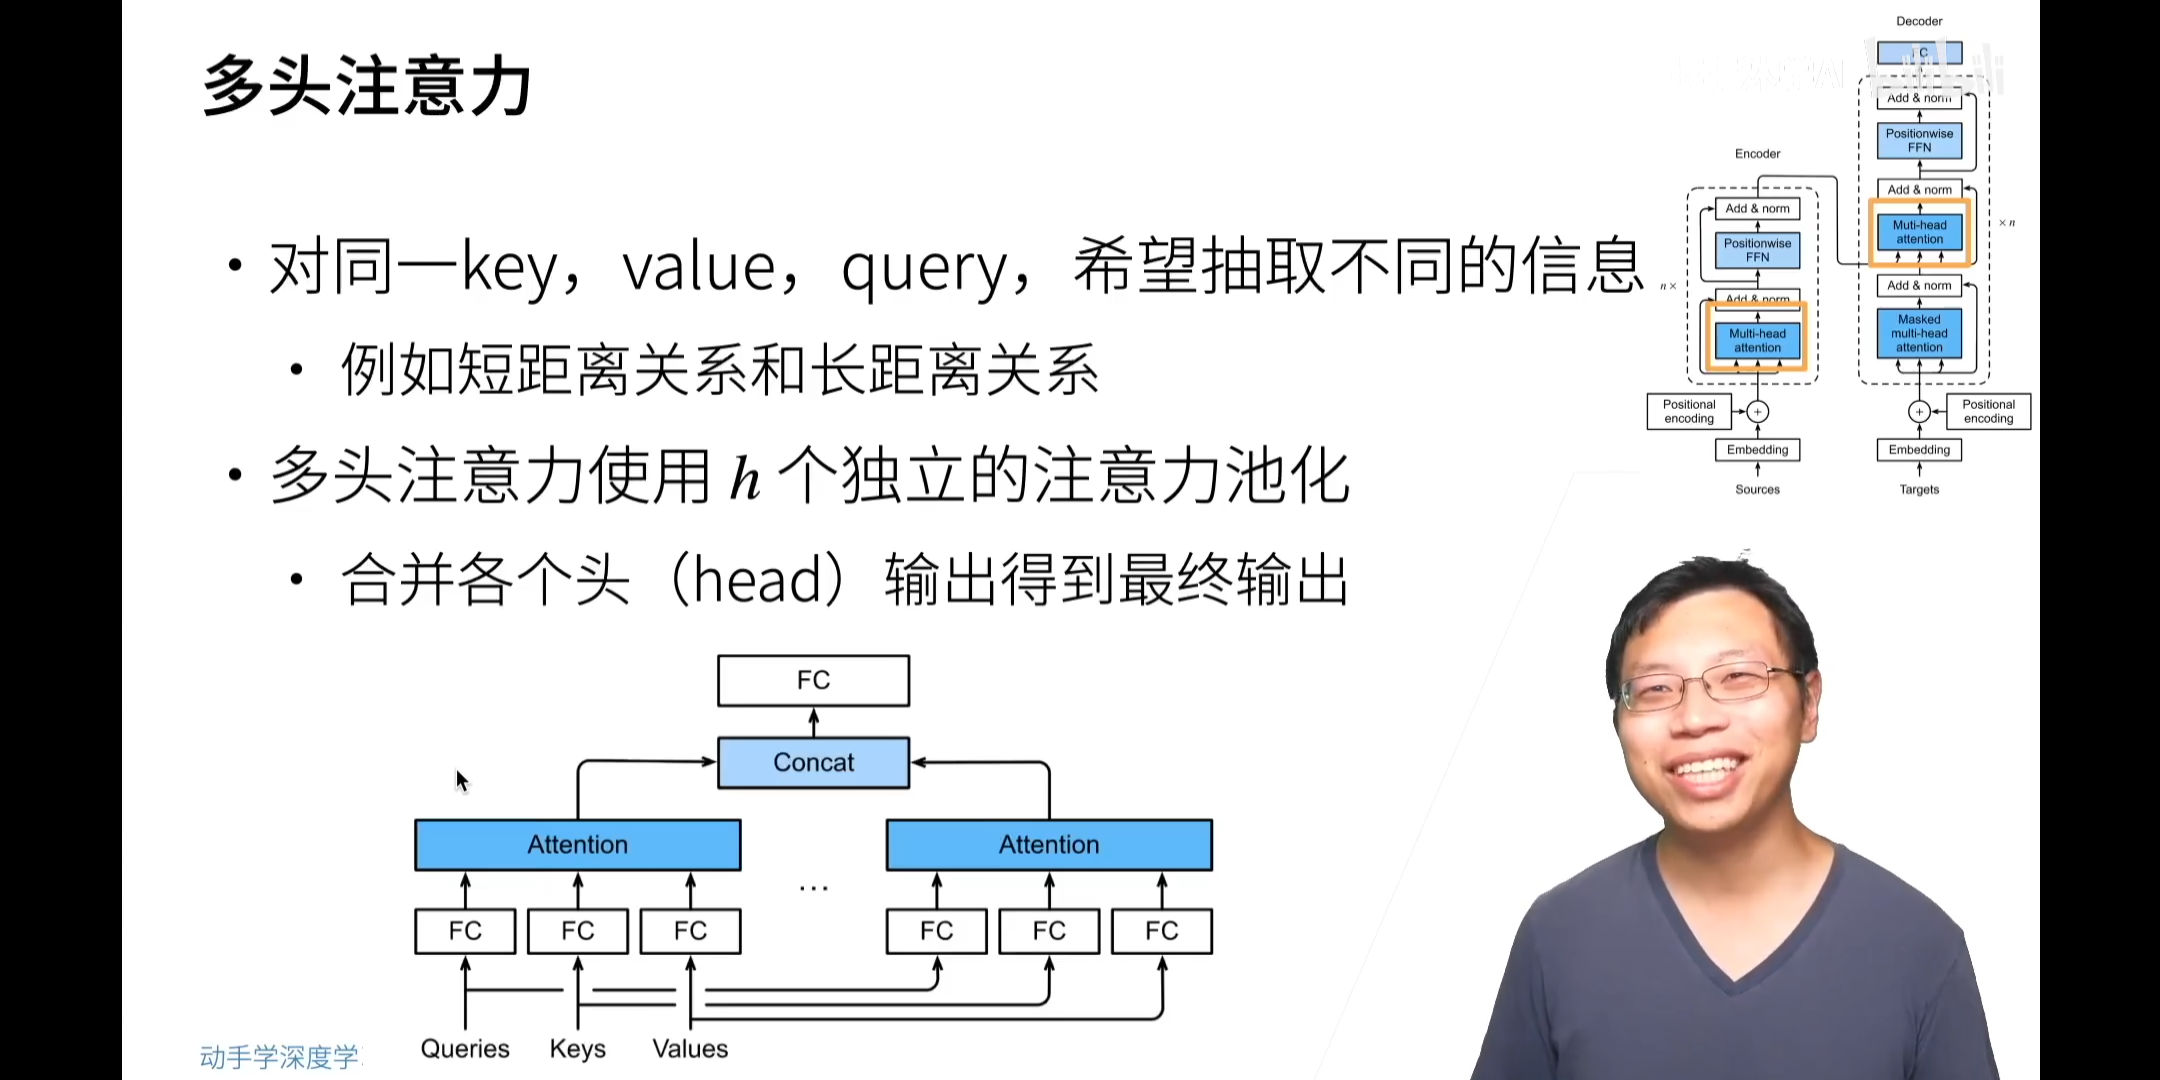 多头注意力
• 对同一key，value，query，希望抽取不同的信息
• 例如短距离关系和长距离关系
• 多头注意力使用 h 个独立的注意力池化
• 合并各个头（head）输出得到最终输出
FC
Concat
Attention
Attention
...
FC
FC
FC
FC
FC
FC
Queries
Keys
Values
动手学深度学
Encoder
Add & norm
Positionwise
FFN
n×
Add & norm
Multi-head
attention
Positional
encoding
+
Embedding
Sources
Decoder
FC
Add & norm
Positionwise
FFN
Add & norm
×n
Muti-head
attention
Add & norm
Masked
multi-head
attention
+
Positional
encoding
Embedding
Targets
bilibili